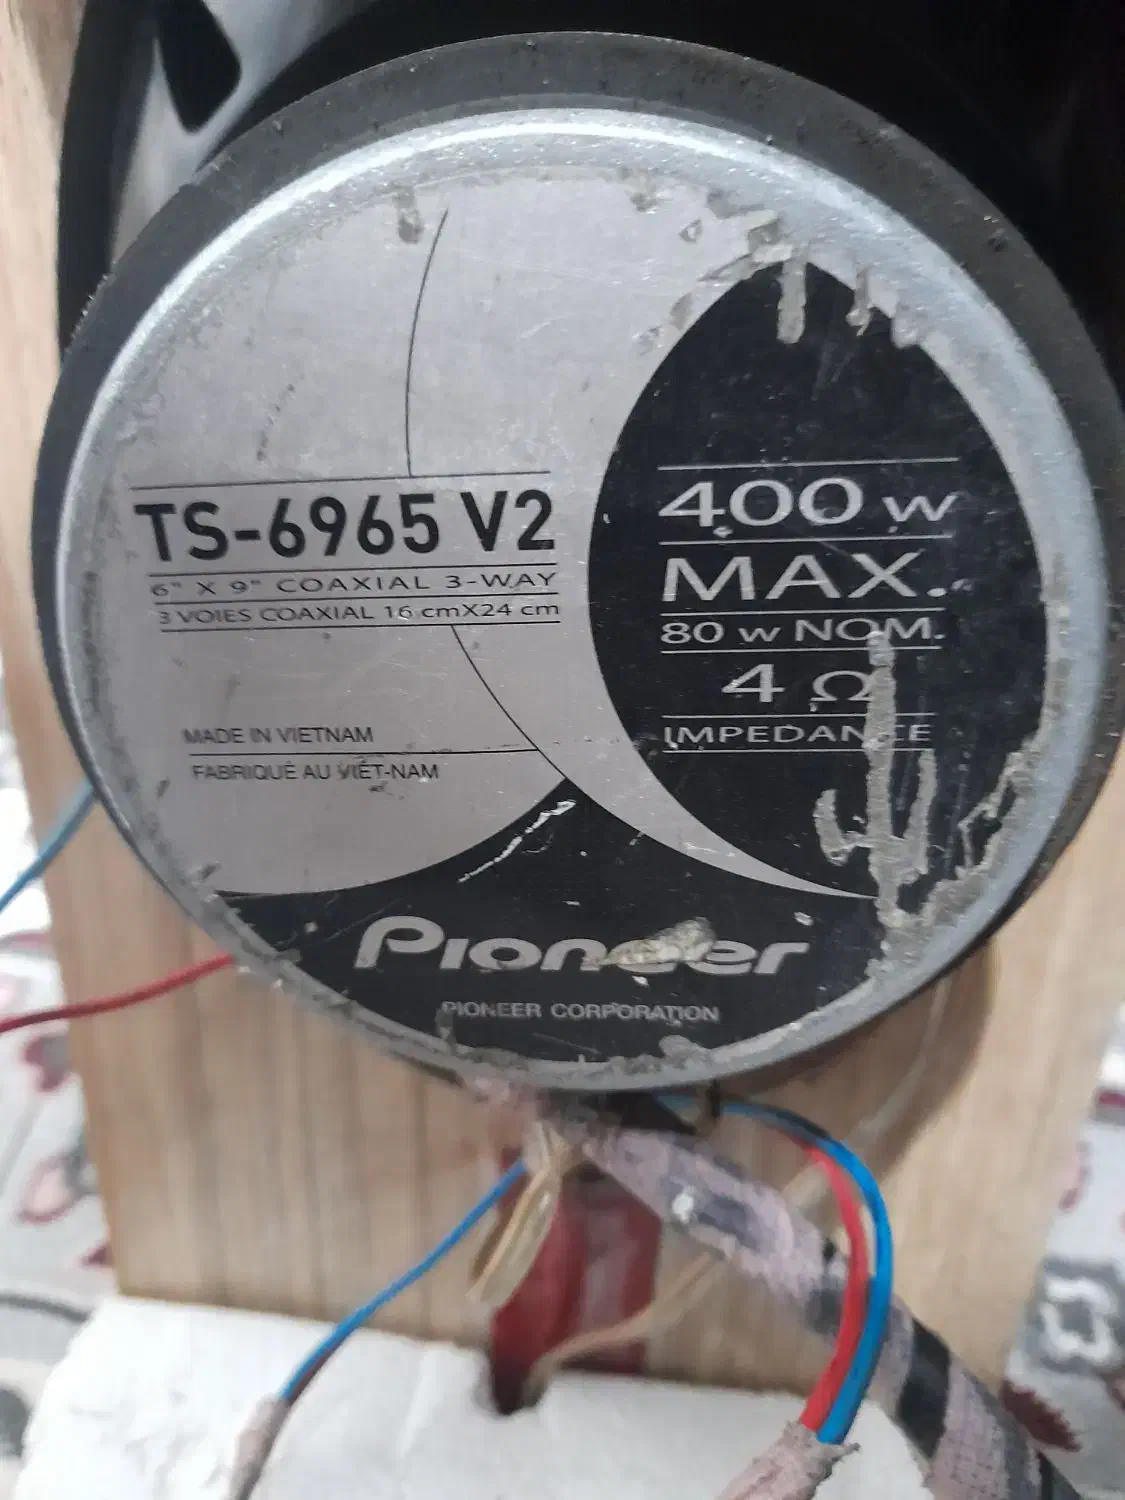 TS-6965 V2
6" X 9" COAXIAL 3-WAY
3 VOIES COAXIAL 16 cmX24 cm
MADE IN VIETNAM
FABRIQUÉ AU VIÊT-NAM
400 w
MAX.
80 w NOM.
4 Ω
IMPEDANCE
Pioneer
PIONEER CORPORATION